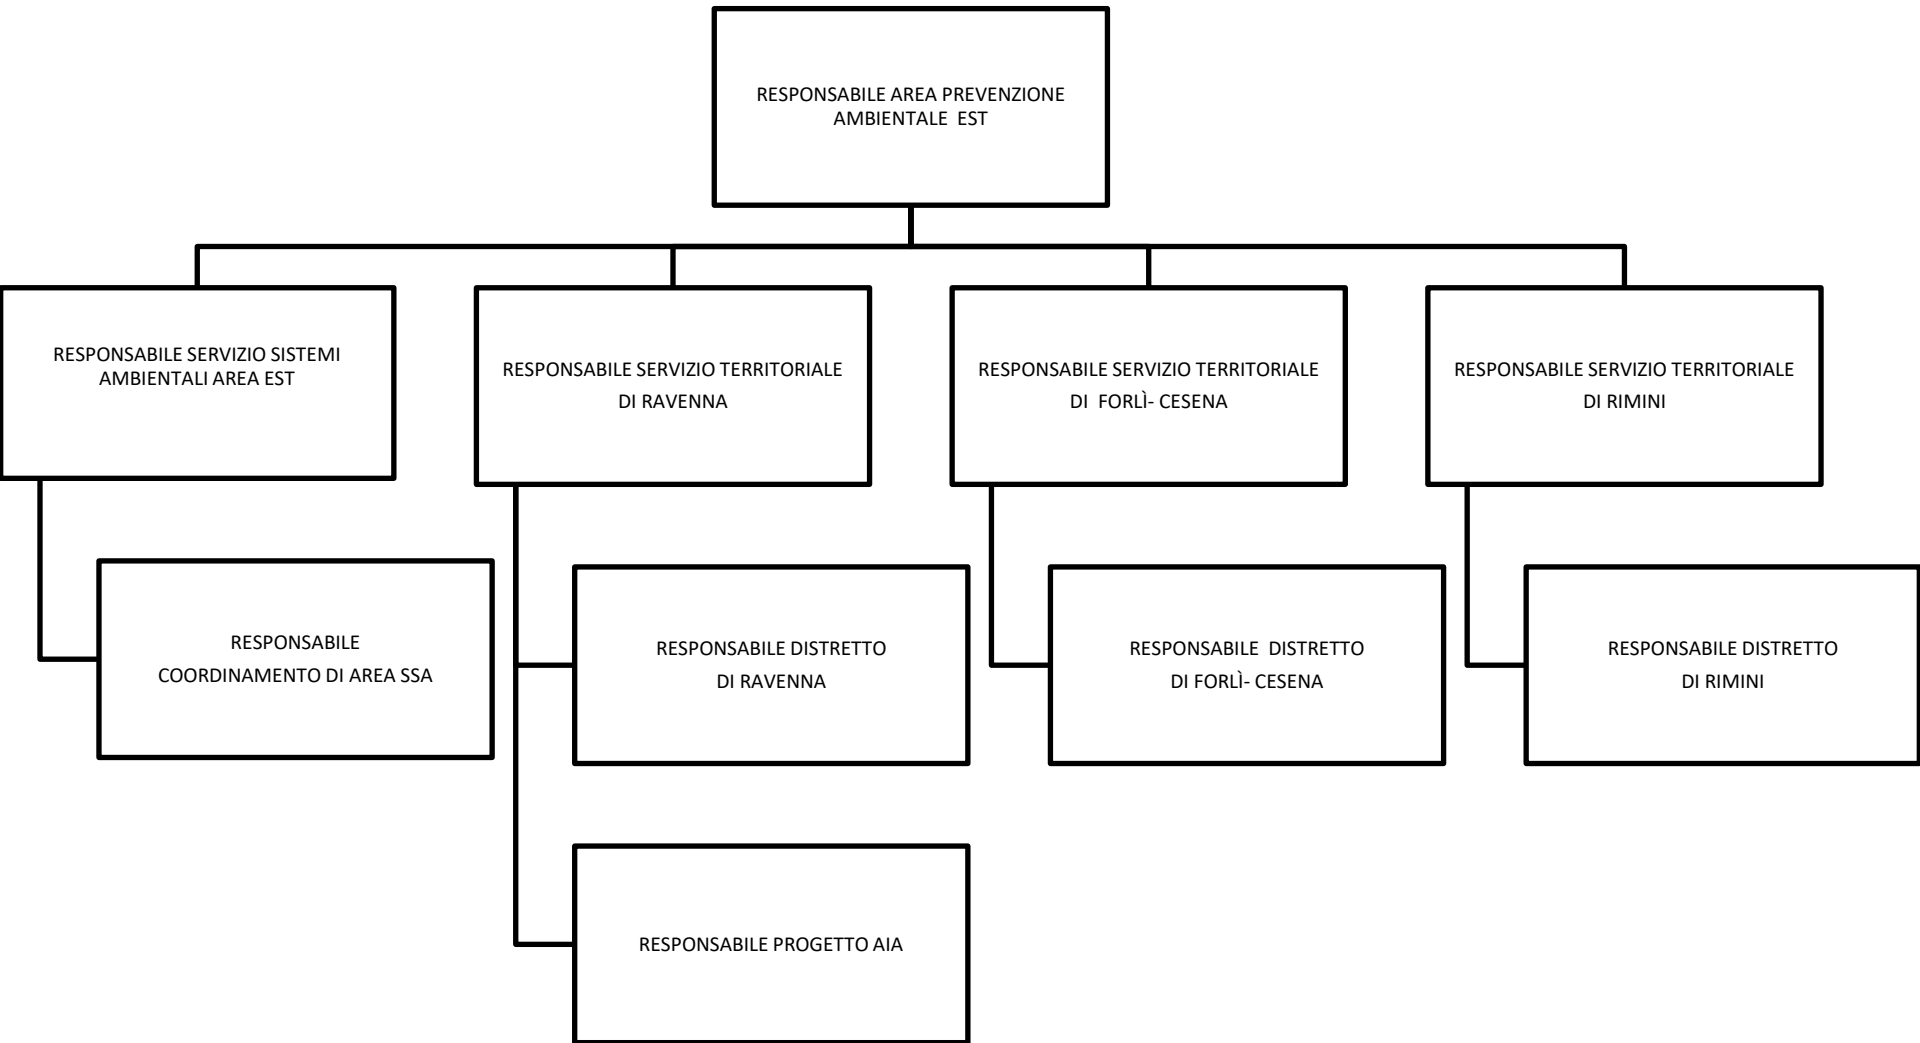 RESPONSABILE AREA PREVENZIONE
AMBIENTALE EST
RESPONSABILE SERVIZIO SISTEMI
AMBIENTALI AREA EST
RESPONSABILE SERVIZIO TERRITORIALE
DI RAVENNA
RESPONSABILE SERVIZIO TERRITORIALE
DI FORLÌ- CESENA
RESPONSABILE SERVIZIO TERRITORIALE
DI RIMINI
RESPONSABILE
COORDINAMENTO DI AREA SSA
RESPONSABILE DISTRETTO
DI RAVENNA
RESPONSABILE DISTRETTO
DI FORLÌ- CESENA
RESPONSABILE DISTRETTO
DI RIMINI
RESPONSABILE PROGETTO AIA